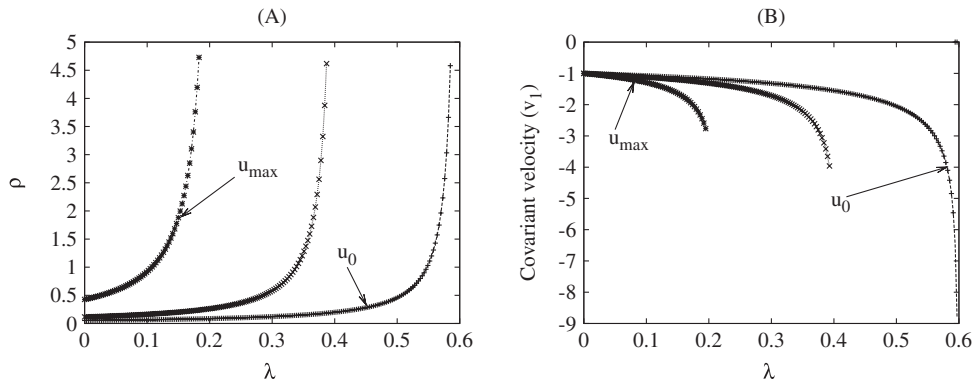 (A)
5
4.5
4
3.5
3
2.5
2
1.5
1
0.5
0
ρ
u_max
u_0
0 0.1 0.2 0.3 0.4 0.5 0.6
λ
(B)
0
-1
-2
-3
-4
-5
-6
-7
-8
-9
Covariant velocity (v_1)
u_max
u_0
0 0.1 0.2 0.3 0.4 0.5 0.6
λ